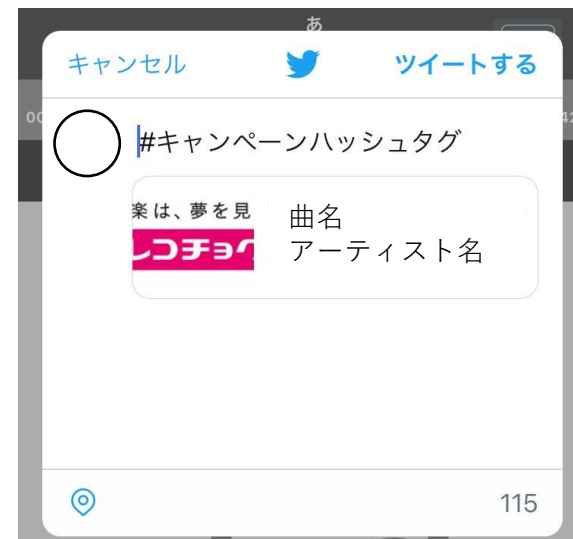 あ
キャンセル
ツイートする
00
42
#キャンペーンハッシュタグ
楽は、夢を見
レコチョク
曲名
アーティスト名
115